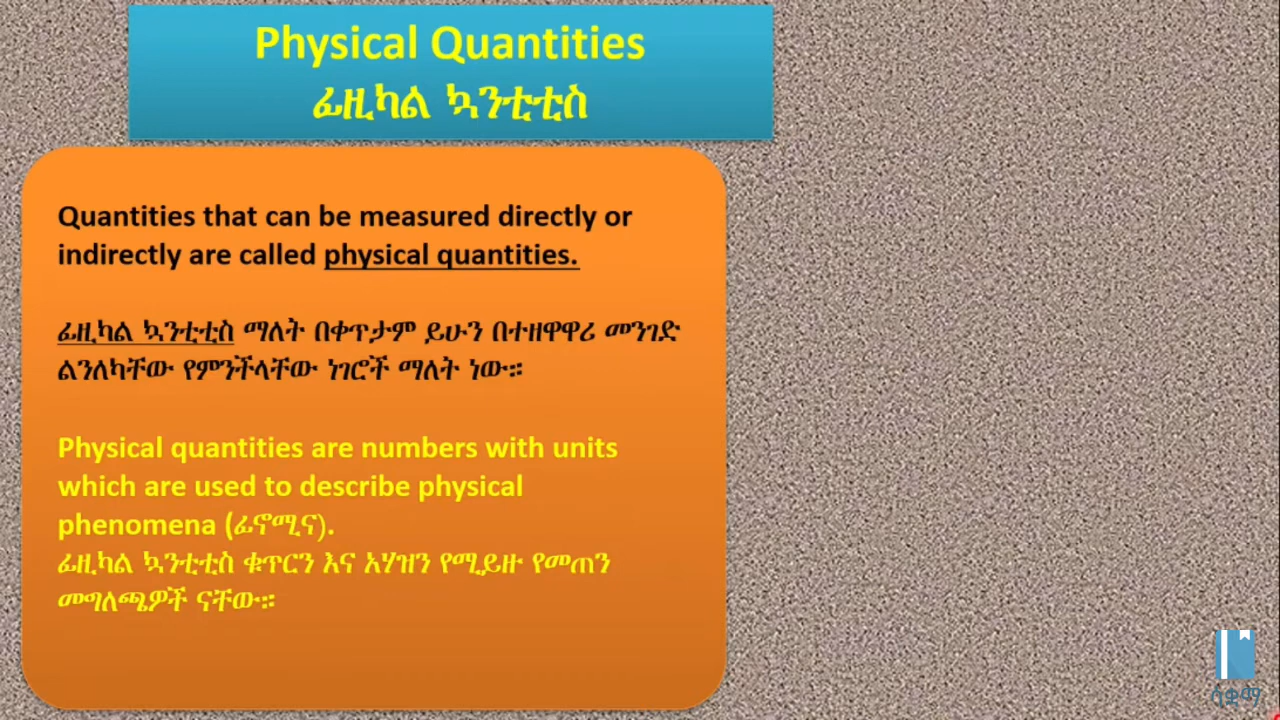 Physical Quantities
ፊዚካል ኳንቲቲስ
Quantities that can be measured directly or
indirectly are called physical quantities.
ፊዚካል ኳንቲቲስ ማለት በቀጥታም ይሁን በተዘዋዋሪ መንገድ
ልንለካቸው የምንችላቸው ነገሮች ማለት ነው።
Physical quantities are numbers with units
which are used to describe physical
phenomena (ፊኖሚና).
ፊዚካል ኳንቲቲስ ቁጥርን እና አሃዝን የሚይዙ የመጠን
መግለጫዎች ናቸው።